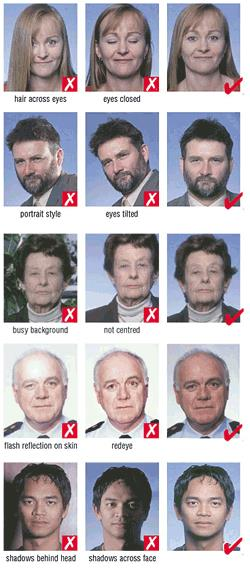 hair across eyes
eyes closed
portrait style
eyes tilted
busy background
not centred
flash reflection on skin
redeye
shadows behind head
shadows across face